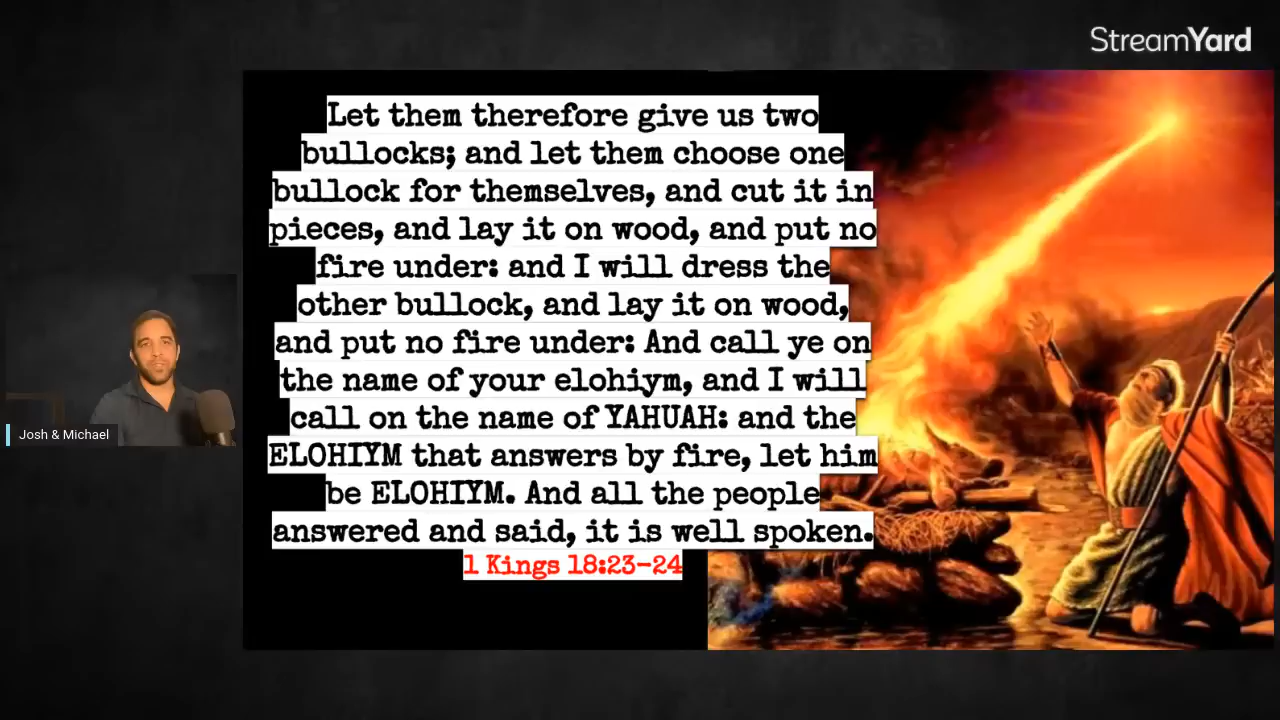 StreamYard
Let them therefore give us two
bullocks; and let them choose one
bullock for themselves, and cut it in
pieces, and lay it on wood, and put no
fire under: and I will dress the
other bullock, and lay it on wood,
and put no fire under: And call ye on
the name of your elohiym, and I will
call on the name of YAHUAH: and the
ELOHIYM that answers by fire, let him
be ELOHIYM. And all the people
answered and said, it is well spoken.
1 Kings 18:23-24
Josh & Michael